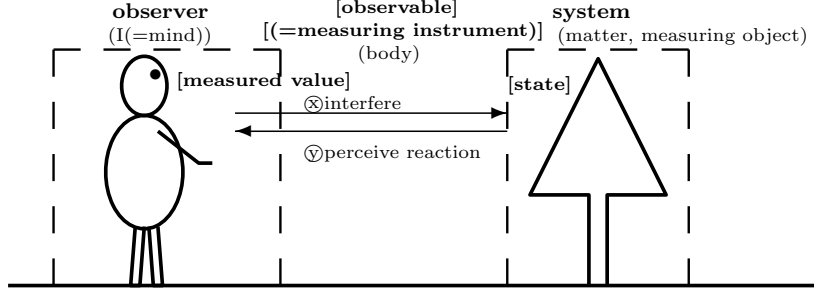 observer
(I(=mind))
[observable]
[(=measuring instrument)]
(body)
system
(matter, measuring object)
[measured value]
[state]
ⓧinterfere
ⓨperceive reaction